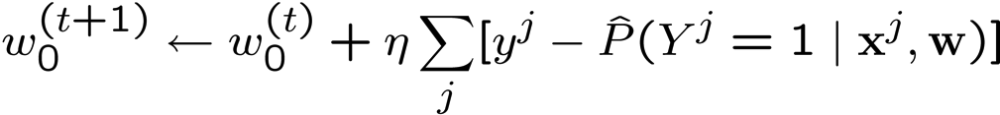 w_0^{(t+1)} ← w_0^{(t)} + η ∑_j [y^j − P̂(Y^j = 1 | x^j, w)]